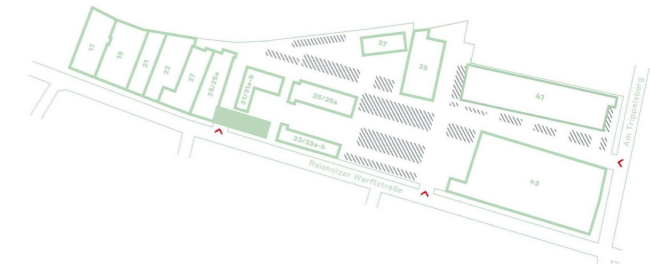 17
19
21
23
27
29/29a
31/31a-b
35/35a
33/33a-b
37
39
41
43
Am Trippelsberg
Reisholzer Werftstraße